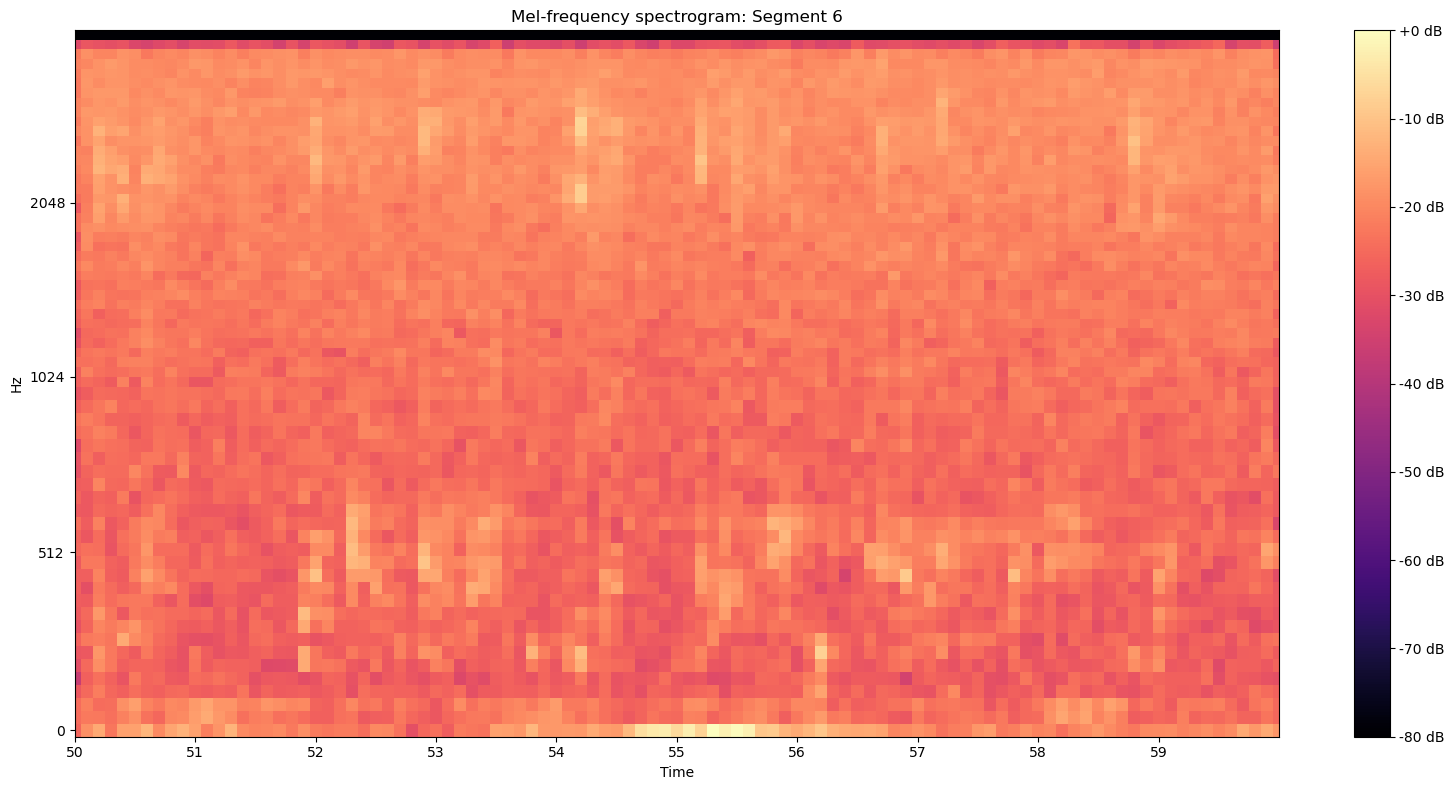 Mel-frequency spectrogram: Segment 6
Hz
2048
1024
512
0
50 51 52 53 54 55 56 57 58 59
Time
+0 dB
-10 dB
-20 dB
-30 dB
-40 dB
-50 dB
-60 dB
-70 dB
-80 dB